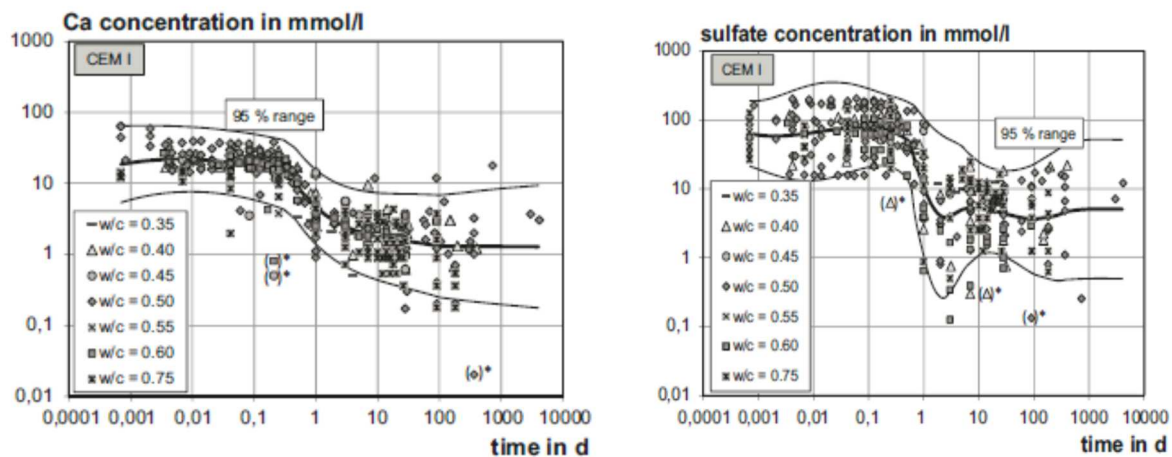 Ca concentration in mmol/l
1000
CEM I
100
95 % range
10
w/c = 0.35
w/c = 0.40
1
w/c = 0.45
( )*
( )*
w/c = 0.50
0,1
w/c = 0.55
w/c = 0.60
w/c = 0.75
( )*
0,01
0,0001 0,001 0,01 0,1 1 10 100 1000 10000
time in d
sulfate concentration in mmol/l
1000
CEM I
100
95 % range
10
w/c = 0.35
(Δ)*
w/c = 0.40
1
w/c = 0.45
w/c = 0.50
(Δ)*
0,1
( )*
w/c = 0.55
w/c = 0.60
w/c = 0.75
0,01
0,0001 0,001 0,01 0,1 1 10 100 1000 10000
time in d